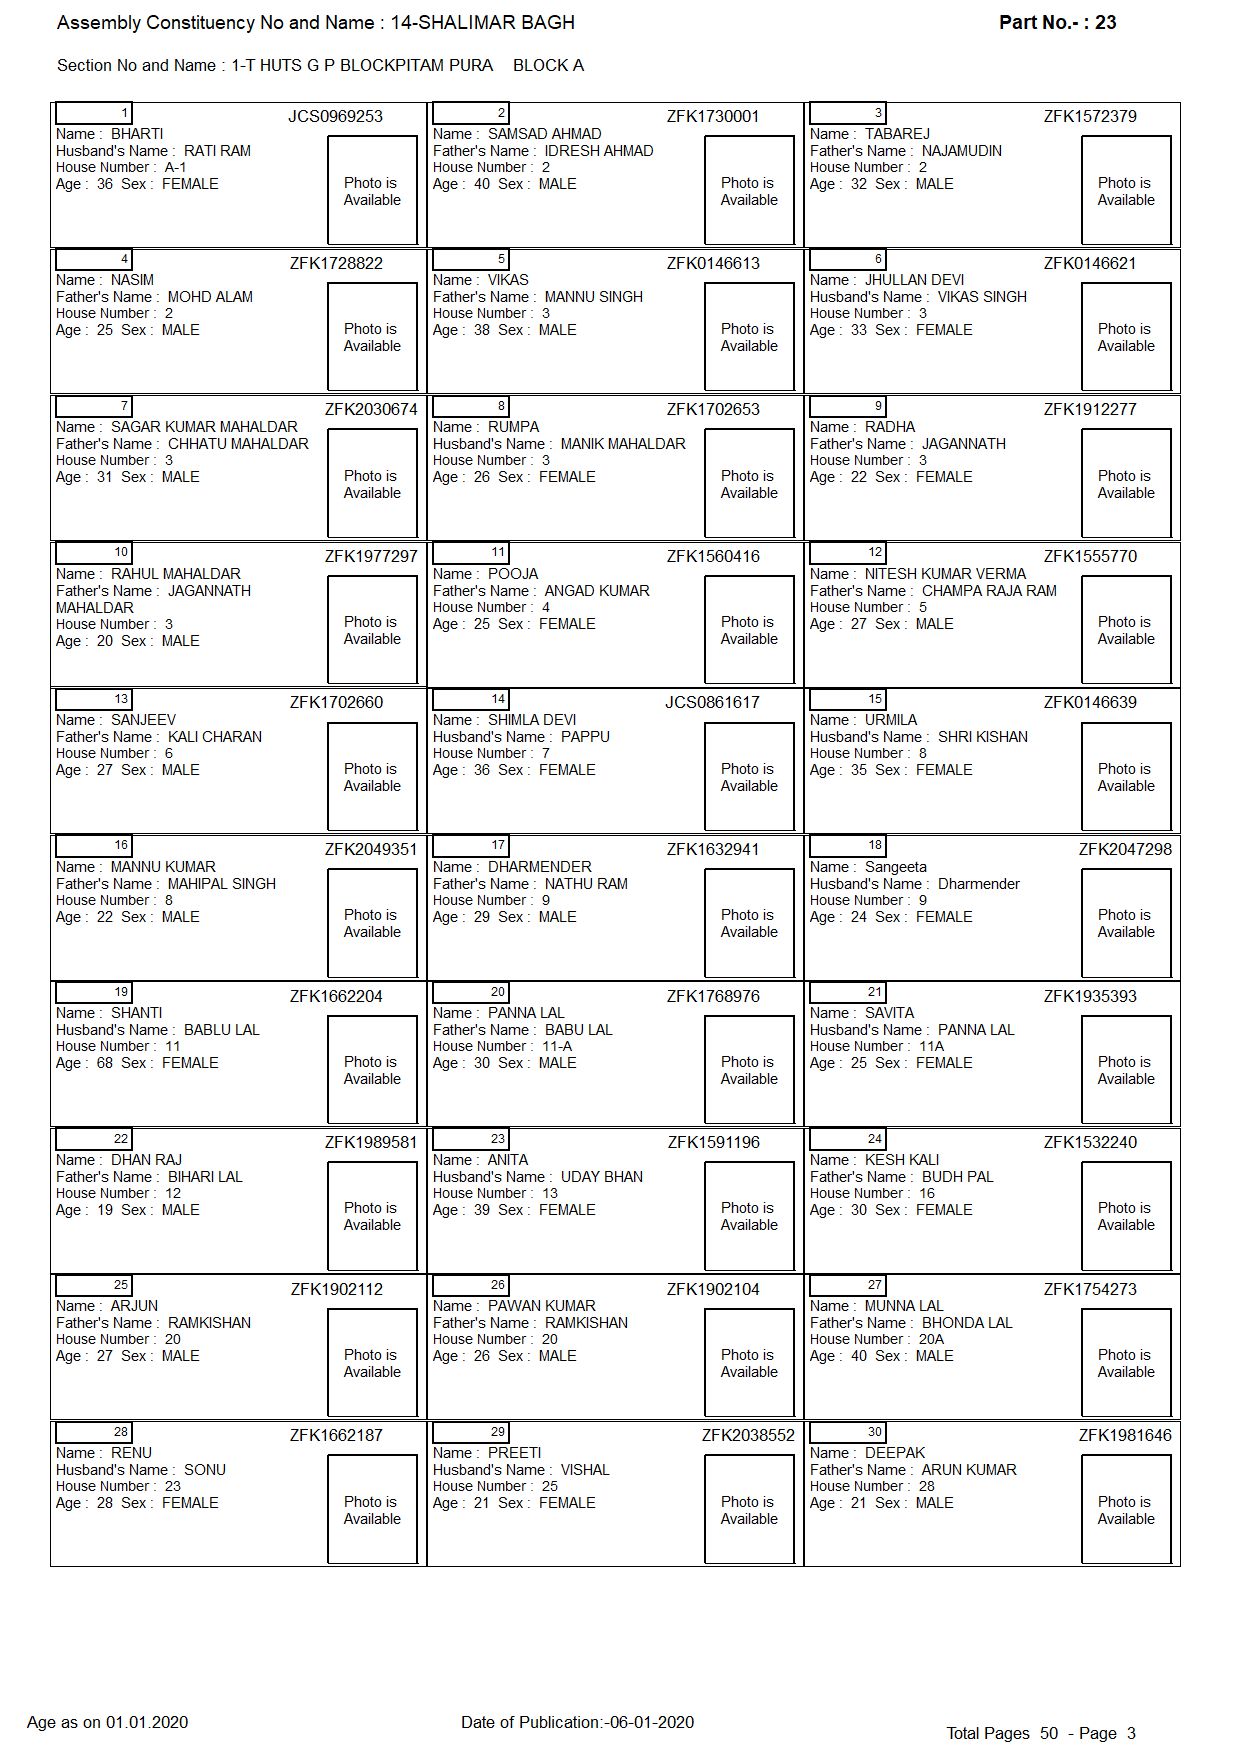 Assembly Constituency No and Name : 14-SHALIMAR BAGH
Part No.- : 23
Section No and Name : 1-T HUTS G P BLOCKPITAM PURA BLOCK A
1
JCS0969253
Name : BHARTI
Husband's Name : RATI RAM
House Number : A-1
Age : 36 Sex : FEMALE
Photo is
Available
2
ZFK1730001
Name : SAMSAD AHMAD
Father's Name : IDRESH AHMAD
House Number : 2
Age : 40 Sex : MALE
Photo is
Available
3
ZFK1572379
Name : TABAREJ
Father's Name : NAJAMUDIN
House Number : 2
Age : 32 Sex : MALE
Photo is
Available
4
ZFK1728822
Name : NASIM
Father's Name : MOHD ALAM
House Number : 2
Age : 25 Sex : MALE
Photo is
Available
5
ZFK0146613
Name : VIKAS
Father's Name : MANNU SINGH
House Number : 3
Age : 38 Sex : MALE
Photo is
Available
6
ZFK0146621
Name : JHULLAN DEVI
Husband's Name : VIKAS SINGH
House Number : 3
Age : 33 Sex : FEMALE
Photo is
Available
7
ZFK2030674
Name : SAGAR KUMAR MAHALDAR
Father's Name : CHHATU MAHALDAR
House Number : 3
Age : 31 Sex : MALE
Photo is
Available
8
ZFK1702653
Name : RUMPA
Husband's Name : MANIK MAHALDAR
House Number : 3
Age : 26 Sex : FEMALE
Photo is
Available
9
ZFK1912277
Name : RADHA
Father's Name : JAGANNATH
House Number : 3
Age : 22 Sex : FEMALE
Photo is
Available
10
ZFK1977297
Name : RAHUL MAHALDAR
Father's Name : JAGANNATH
MAHALDAR
House Number : 3
Age : 20 Sex : MALE
Photo is
Available
11
ZFK1560416
Name : POOJA
Father's Name : ANGAD KUMAR
House Number : 4
Age : 25 Sex : FEMALE
Photo is
Available
12
ZFK1555770
Name : NITESH KUMAR VERMA
Father's Name : CHAMPA RAJA RAM
House Number : 5
Age : 27 Sex : MALE
Photo is
Available
13
ZFK1702660
Name : SANJEEV
Father's Name : KALI CHARAN
House Number : 6
Age : 27 Sex : MALE
Photo is
Available
14
JCS0861617
Name : SHIMLA DEVI
Husband's Name : PAPPU
House Number : 7
Age : 36 Sex : FEMALE
Photo is
Available
15
ZFK0146639
Name : URMILA
Husband's Name : SHRI KISHAN
House Number : 8
Age : 35 Sex : FEMALE
Photo is
Available
16
ZFK2049351
Name : MANNU KUMAR
Father's Name : MAHIPAL SINGH
House Number : 8
Age : 22 Sex : MALE
Photo is
Available
17
ZFK1632941
Name : DHARMENDER
Father's Name : NATHU RAM
House Number : 9
Age : 29 Sex : MALE
Photo is
Available
18
ZFK2047298
Name : Sangeeta
Husband's Name : Dharmender
House Number : 9
Age : 24 Sex : FEMALE
Photo is
Available
19
ZFK1662204
Name : SHANTI
Husband's Name : BABLU LAL
House Number : 11
Age : 68 Sex : FEMALE
Photo is
Available
20
ZFK1768976
Name : PANNA LAL
Father's Name : BABU LAL
House Number : 11-A
Age : 30 Sex : MALE
Photo is
Available
21
ZFK1935393
Name : SAVITA
Husband's Name : PANNA LAL
House Number : 11A
Age : 25 Sex : FEMALE
Photo is
Available
22
ZFK1989581
Name : DHAN RAJ
Father's Name : BIHARI LAL
House Number : 12
Age : 19 Sex : MALE
Photo is
Available
23
ZFK1591196
Name : ANITA
Husband's Name : UDAY BHAN
House Number : 13
Age : 39 Sex : FEMALE
Photo is
Available
24
ZFK1532240
Name : KESH KALI
Father's Name : BUDH PAL
House Number : 16
Age : 30 Sex : FEMALE
Photo is
Available
25
ZFK1902112
Name : ARJUN
Father's Name : RAMKISHAN
House Number : 20
Age : 27 Sex : MALE
Photo is
Available
26
ZFK1902104
Name : PAWAN KUMAR
Father's Name : RAMKISHAN
House Number : 20
Age : 26 Sex : MALE
Photo is
Available
27
ZFK1754273
Name : MUNNA LAL
Father's Name : BHONDA LAL
House Number : 20A
Age : 40 Sex : MALE
Photo is
Available
28
ZFK1662187
Name : RENU
Husband's Name : SONU
House Number : 23
Age : 28 Sex : FEMALE
Photo is
Available
29
ZFK2038552
Name : PREETI
Husband's Name : VISHAL
House Number : 25
Age : 21 Sex : FEMALE
Photo is
Available
30
ZFK1981646
Name : DEEPAK
Father's Name : ARUN KUMAR
House Number : 28
Age : 21 Sex : MALE
Photo is
Available
Age as on 01.01.2020
Date of Publication:-06-01-2020
Total Pages 50 - Page 3